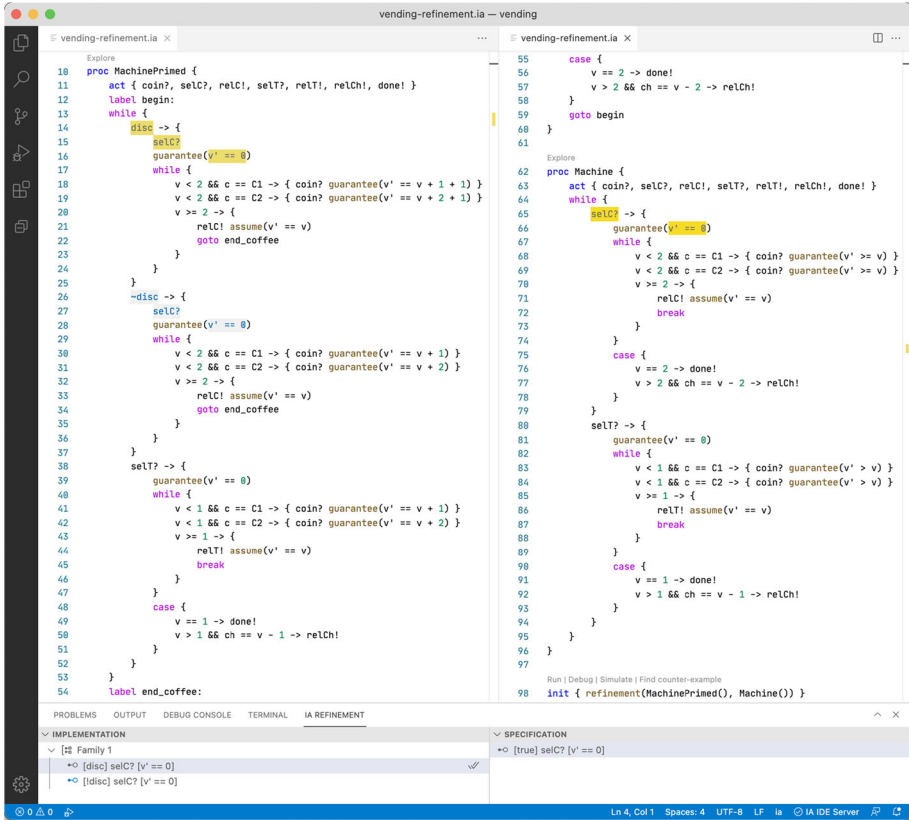 vending-refinement.ia — vending
vending-refinement.ia ×
···
Explore
10 proc MachinePrimed {
11 act { coin?, selC?, relC!, selT?, relT!, relCh!, done! }
12 label begin:
13 while {
14 disc -> {
15 selC?
16 guarantee(v' == 0)
17 while {
18 v < 2 && c == C1 -> { coin? guarantee(v' == v + 1 + 1) }
19 v < 2 && c == C2 -> { coin? guarantee(v' == v + 2 + 1) }
20 v >= 2 -> {
21 relC! assume(v' == v)
22 goto end_coffee
23 }
24 }
25 }
26 ~disc -> {
27 selC?
28 guarantee(v' == 0)
29 while {
30 v < 2 && c == C1 -> { coin? guarantee(v' == v + 1) }
31 v < 2 && c == C2 -> { coin? guarantee(v' == v + 2) }
32 v >= 2 -> {
33 relC! assume(v' == v)
34 goto end_coffee
35 }
36 }
37 }
38 selT? -> {
39 guarantee(v' == 0)
40 while {
41 v < 1 && c == C1 -> { coin? guarantee(v' == v + 1) }
42 v < 1 && c == C2 -> { coin? guarantee(v' == v + 2) }
43 v >= 1 -> {
44 relT! assume(v' == v)
45 break
46 }
47 }
48 case {
49 v == 1 -> done!
50 v > 1 && ch == v - 1 -> relCh!
51 }
52 }
53 }
54 label end_coffee:
vending-refinement.ia ×
···
55 case {
56 v == 2 -> done!
57 v > 2 && ch == v - 2 -> relCh!
58 }
59 goto begin
60 }
61
Explore
62 proc Machine {
63 act { coin?, selC?, relC!, selT?, relT!, relCh!, done! }
64 while {
65 selC? -> {
66 guarantee(v' == 0)
67 while {
68 v < 2 && c == C1 -> { coin? guarantee(v' >= v) }
69 v < 2 && c == C2 -> { coin? guarantee(v' >= v) }
70 v >= 2 -> {
71 relC! assume(v' == v)
72 break
73 }
74 }
75 case {
76 v == 2 -> done!
77 v > 2 && ch == v - 2 -> relCh!
78 }
79 }
80 selT? -> {
81 guarantee(v' == 0)
82 while {
83 v < 1 && c == C1 -> { coin? guarantee(v' > v) }
84 v < 1 && c == C2 -> { coin? guarantee(v' > v) }
85 v >= 1 -> {
86 relT! assume(v' == v)
87 break
88 }
89 }
90 case {
91 v == 1 -> done!
92 v > 1 && ch == v - 1 -> relCh!
93 }
94 }
95 }
96 }
97
Run | Debug | Simulate | Find counter-example
98 init { refinement(MachinePrimed(), Machine()) }
PROBLEMS OUTPUT DEBUG CONSOLE TERMINAL IA REFINEMENT
IMPLEMENTATION
Family 1
[disc] selC? [v' == 0]
[!disc] selC? [v' == 0]
SPECIFICATION
[true] selC? [v' == 0]
0 0 Ln 4, Col 1 Spaces: 4 UTF-8 LF ia IA IDE Server